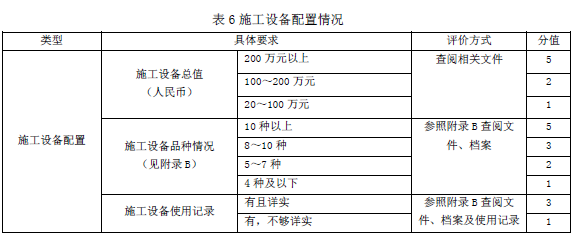 表 6 施工设备配置情况
类型 具体要求 评价方式 分值
施工设备配置
施工设备总值
（人民币）
200 万元以上
查阅相关文件
5
100～200 万元
2
20～100 万元
1
施工设备品种情况
（见附录 B）
10 种以上
参照附录 B 查阅文
件、档案
5
8～10 种
3
5～7 种
2
4 种及以下
1
施工设备使用记录
有且详实
参照附录 B 查阅文
件、档案及使用记录
3
有，不够详实
1